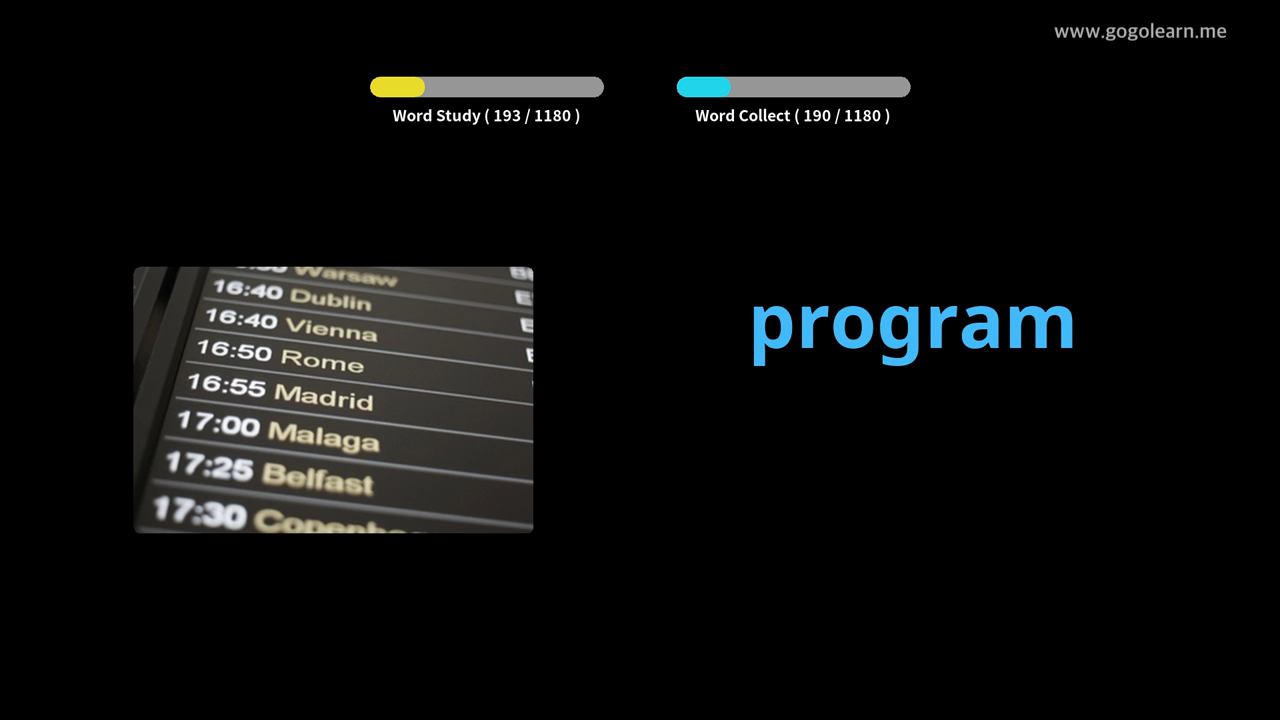 www.gogolearn.me
Word Study ( 193 / 1180 )
Word Collect ( 190 / 1180 )
Warsaw
16:40 Dublin
16:40 Vienna
16:50 Rome
16:55 Madrid
17:00 Malaga
17:25 Belfast
17:30
program